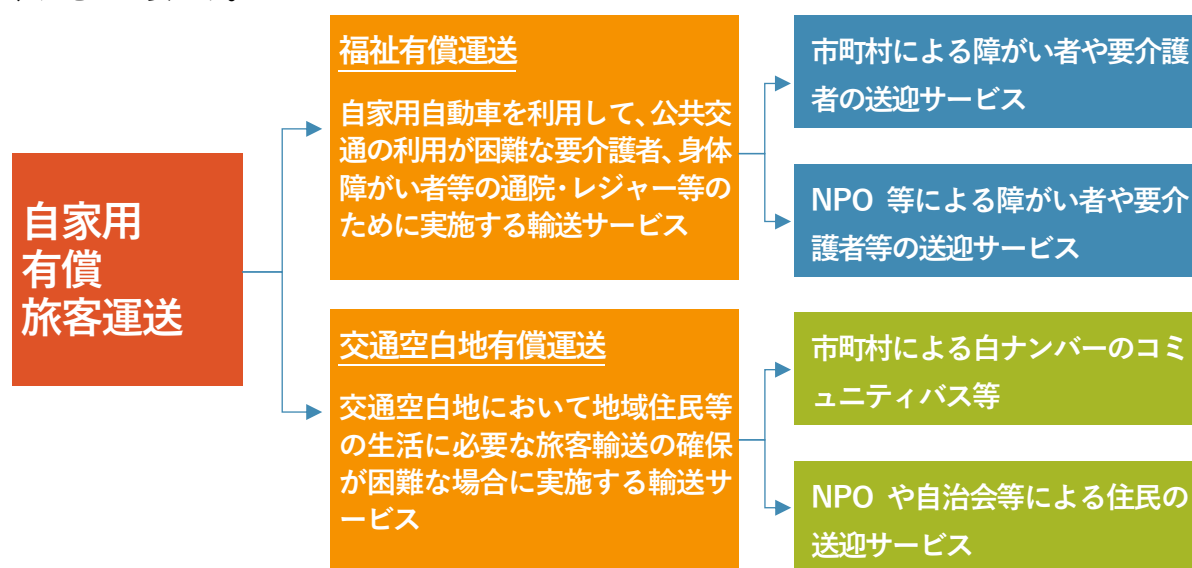 自家用
有償
旅客運送
福祉有償運送
自家用自動車を利用して、公共交
通の利用が困難な要介護者、身体
障がい者等の通院・レジャー等の
ために実施する輸送サービス
市町村による障がい者や要介護
者の送迎サービス
NPO 等による障がい者や要介
護者等の送迎サービス
交通空白地有償運送
交通空白地において地域住民等
の生活に必要な旅客輸送の確保
が困難な場合に実施する輸送サ
ービス
市町村による白ナンバーのコミ
ュニティバス等
NPO や自治会等による住民の
送迎サービス